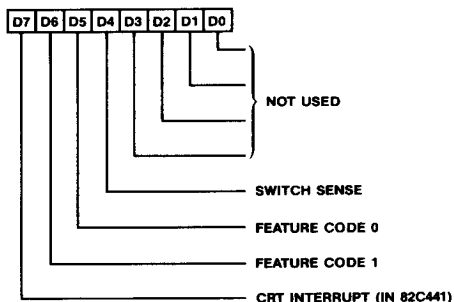 D7 D6 D5 D4 D3 D2 D1 D0
NOT USED
SWITCH SENSE
FEATURE CODE 0
FEATURE CODE 1
CRT INTERRUPT (IN 82C441)